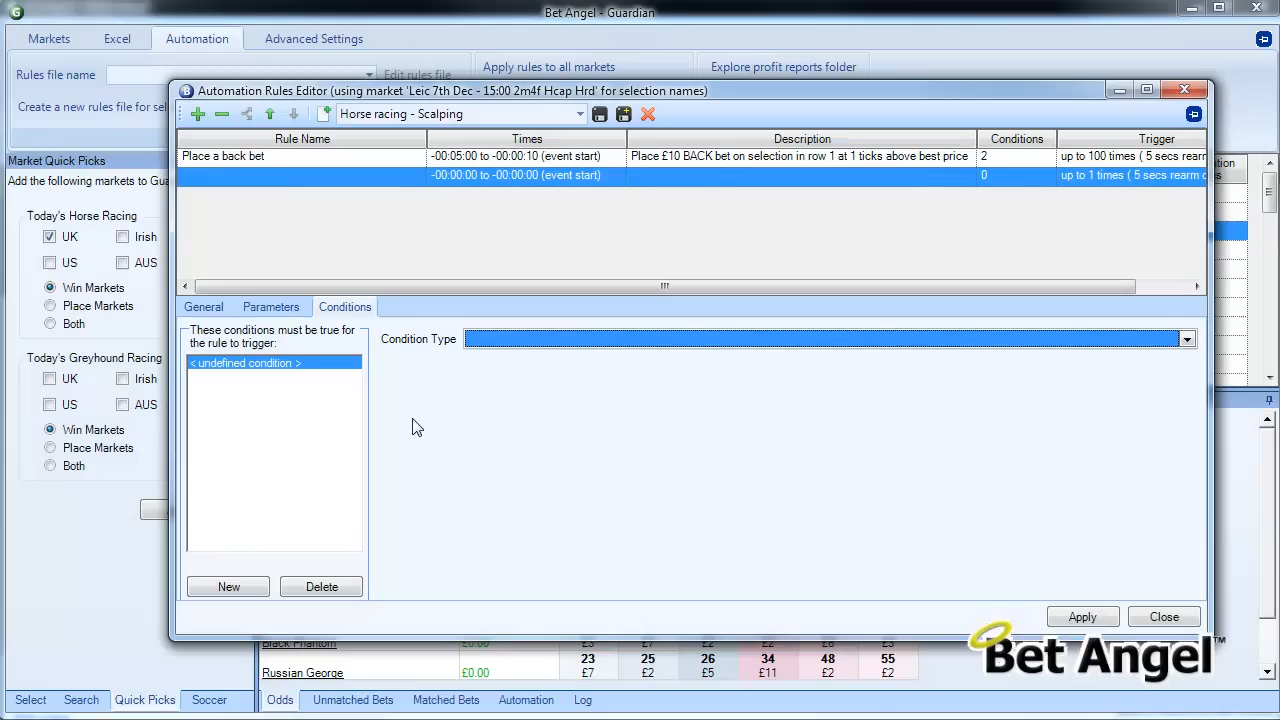 G
Bet Angel - Guardian
Markets
Excel
Automation
Advanced Settings
Rules file name
Edit rules file
Apply rules to all markets
Explore profit reports folder
Create a new rules file for sel
B
Automation Rules Editor (using market 'Leic 7th Dec - 15:00 2m4f Hcap Hrd' for selection names)
Horse racing - Scalping
Rule Name
Times
Description
Conditions
Trigger
Place a back bet
-00:05:00 to -00:00:10 (event start)
Place £10 BACK bet on selection in row 1 at 1 ticks above best price
2
up to 100 times ( 5 secs rearm
-00:00:00 to -00:00:00 (event start)
0
up to 1 times ( 5 secs rearm
Market Quick Picks
Add the following markets to Gua
Today's Horse Racing
UK
Irish
US
AUS
Win Markets
Place Markets
Both
Today's Greyhound Racing
UK
Irish
US
AUS
Win Markets
Place Markets
Both
General
Parameters
Conditions
These conditions must be true for
the rule to trigger:
< undefined condition >
Condition Type
New
Delete
Apply
Close
Black Phantom
£0.00
Russian George
£0.00
23
25
26
34
48
55
£7
£2
£5
£11
£2
£2
Bet Angel™
Select
Search
Quick Picks
Soccer
Odds
Unmatched Bets
Matched Bets
Automation
Log